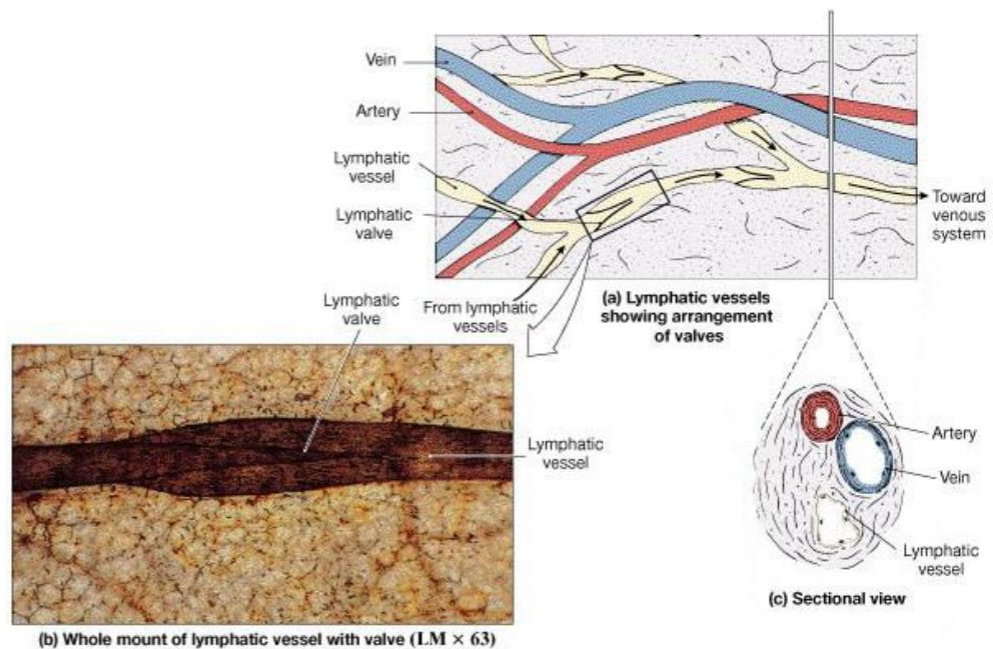 Vein
Artery
Lymphatic
vessel
Lymphatic
valve
From lymphatic
vessels
Toward
venous
system
(a) Lymphatic vessels
showing arrangement
of valves
Lymphatic
valve
Lymphatic
vessel
(b) Whole mount of lymphatic vessel with valve (LM × 63)
Artery
Vein
Lymphatic
vessel
(c) Sectional view